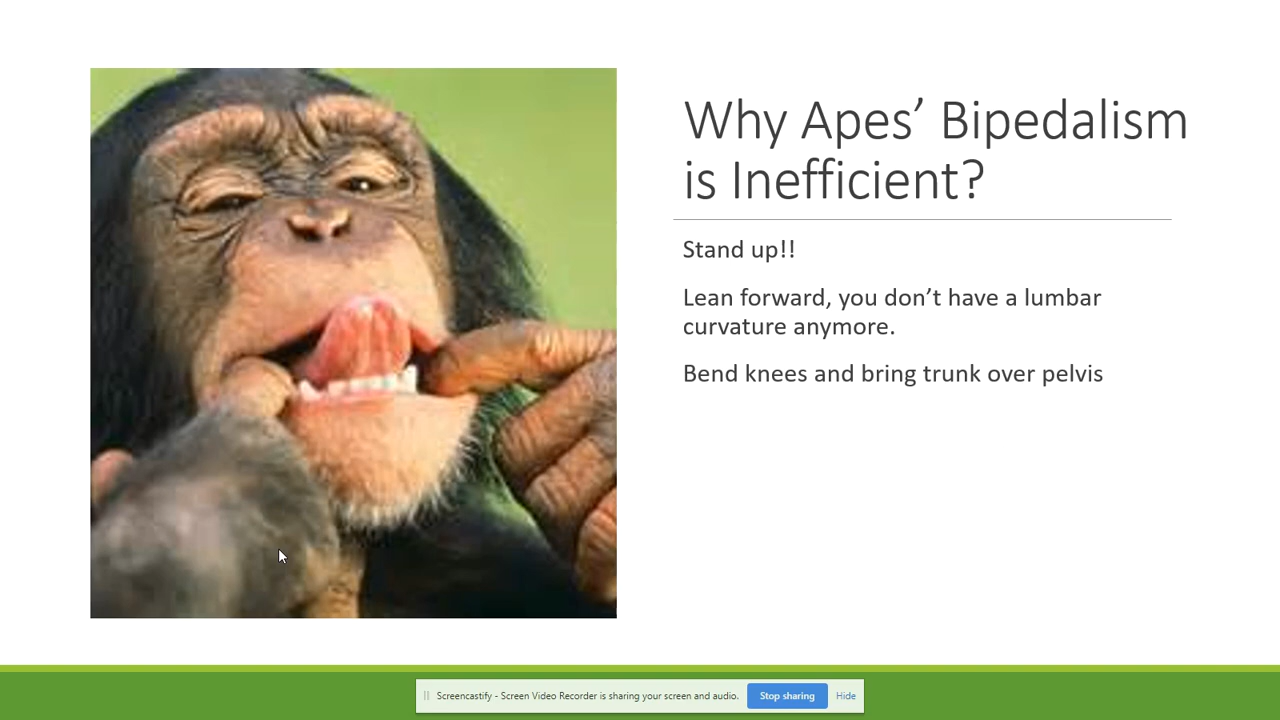 Why Apes’ Bipedalism
is Inefficient?
Stand up!!
Lean forward, you don’t have a lumbar
curvature anymore.
Bend knees and bring trunk over pelvis
Screencastify - Screen Video Recorder is sharing your screen and audio. Stop sharing Hide